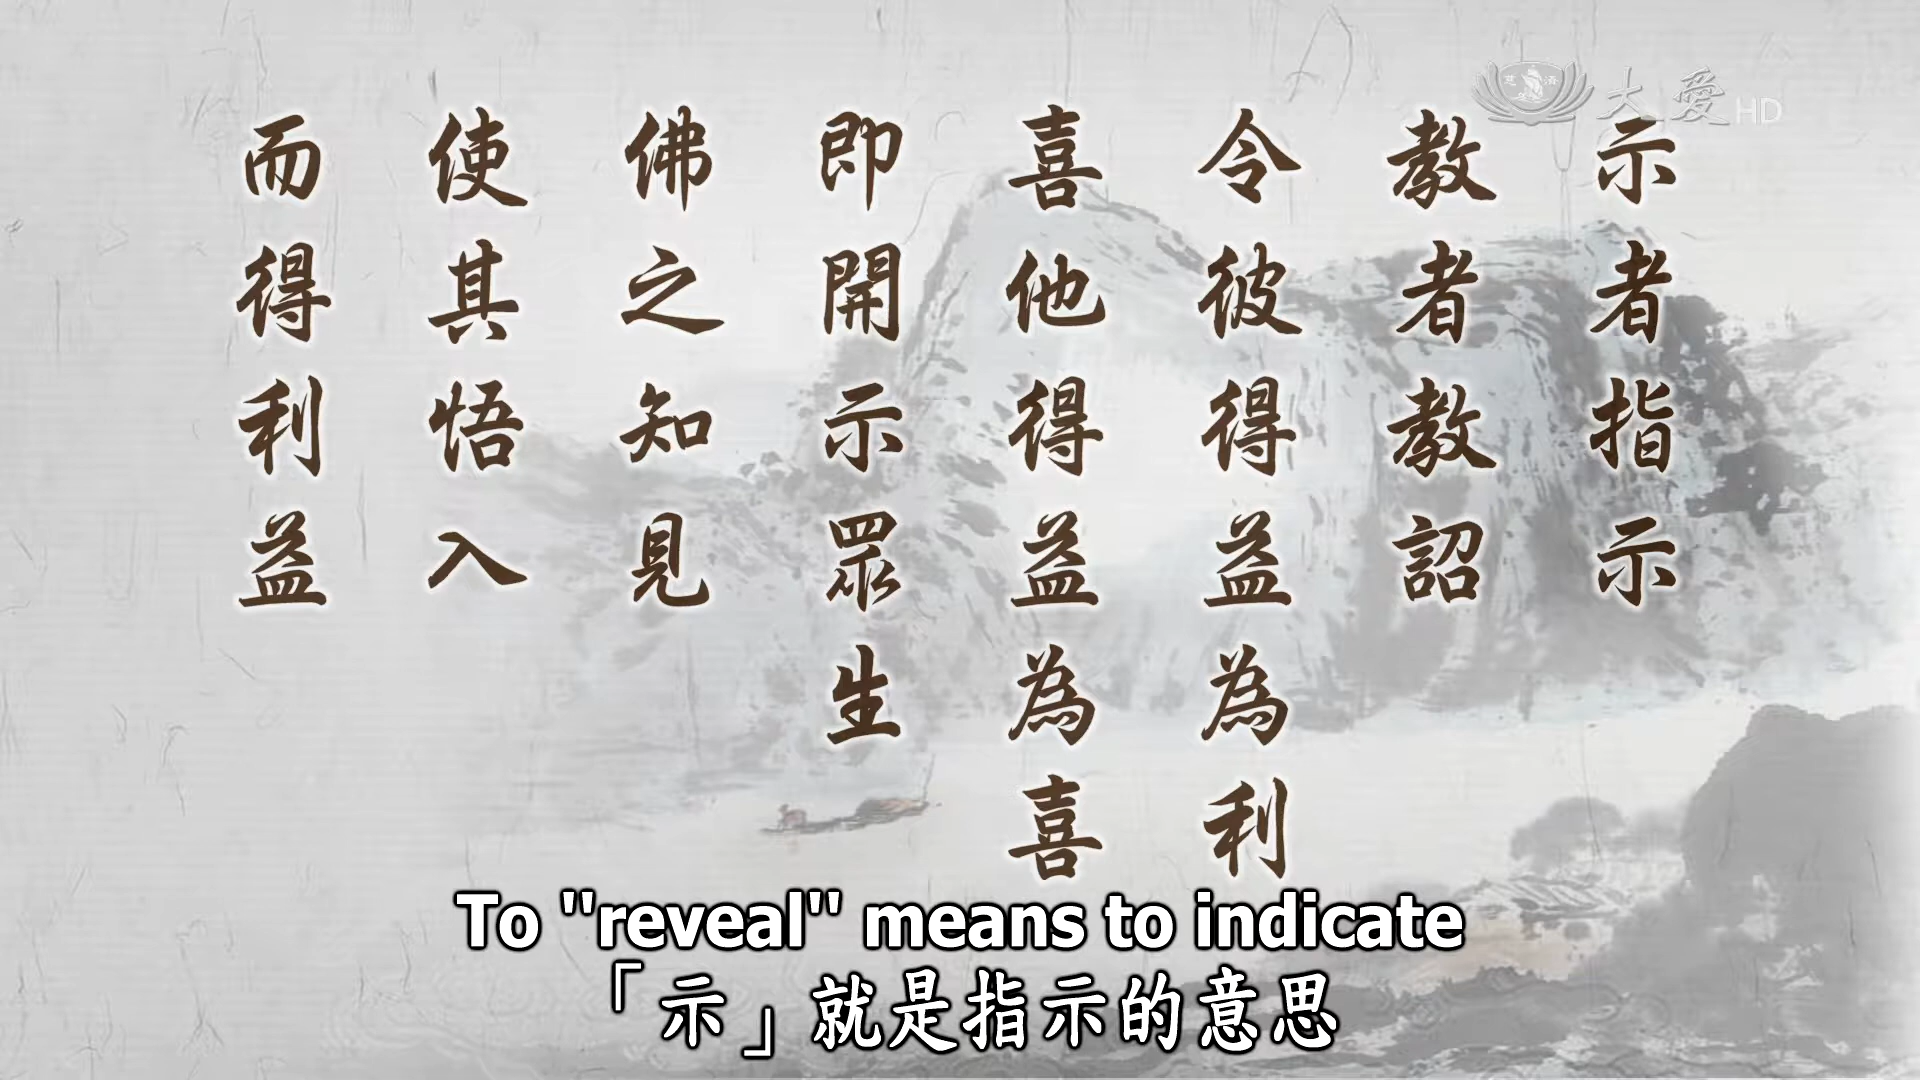 示者指示
教者教詔
令彼得益為利
喜他得益為喜
即開示眾生
佛之知見
使其悟入
而得利益
慈濟
大愛HD
To "reveal" means to indicate
「示」就是指示的意思